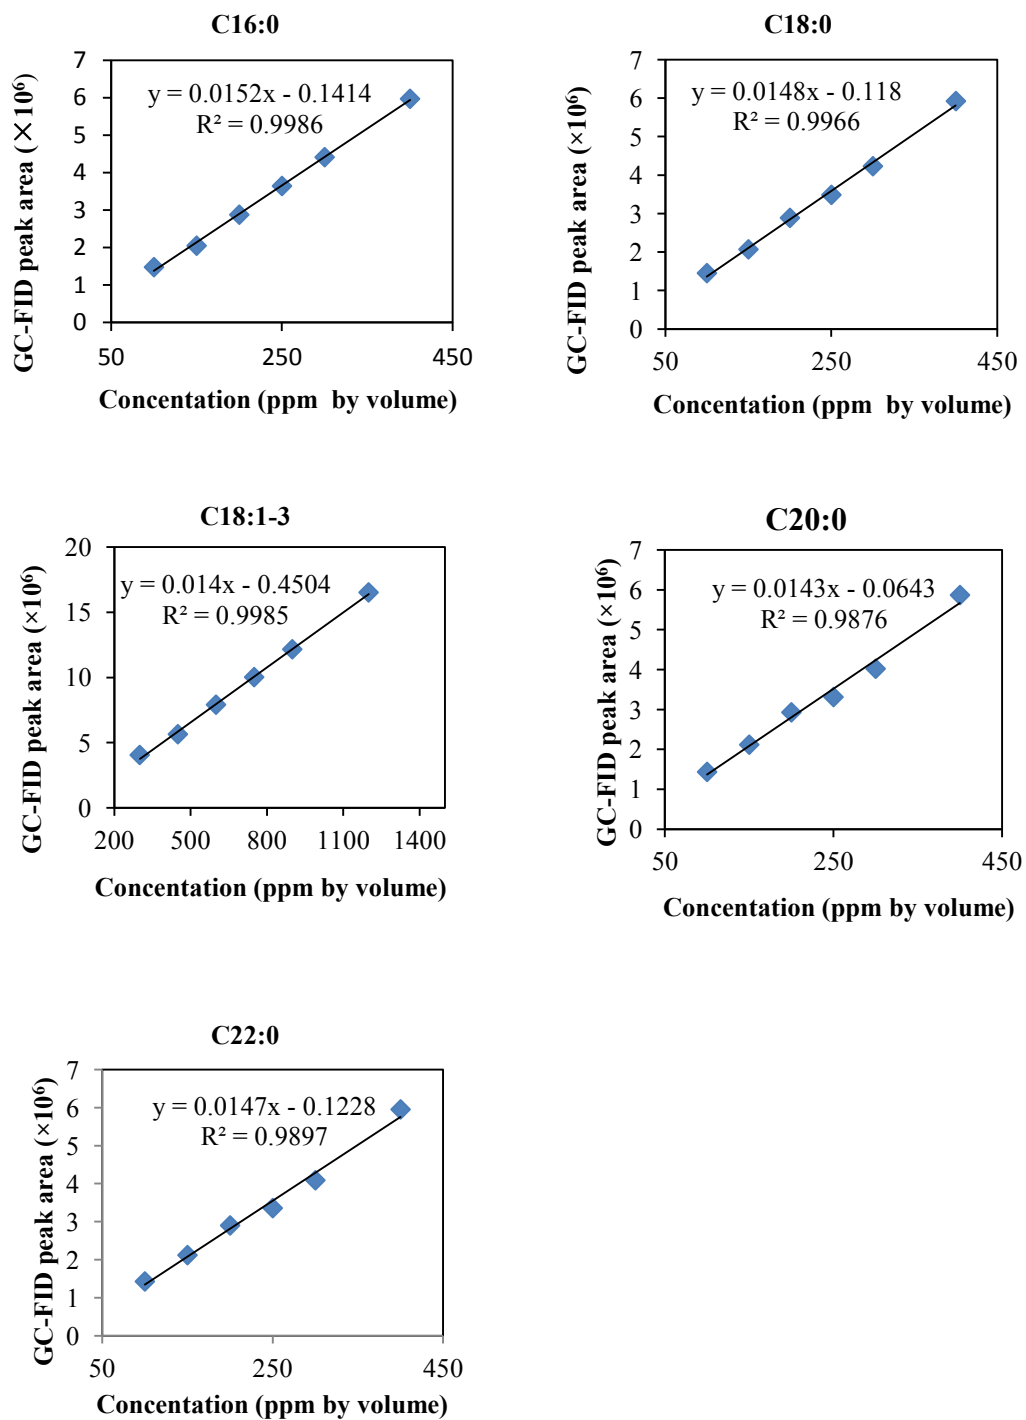 C16:0
GC-FID peak area (×10⁶)
7
6
5
4
3
2
1
0
y = 0.0152x - 0.1414
R² = 0.9986
50
250
450
Concentation (ppm by volume)
C18:0
GC-FID peak area (×10⁶)
7
6
5
4
3
2
1
0
y = 0.0148x - 0.118
R² = 0.9966
50
250
450
Concentation (ppm by volume)
C18:1-3
GC-FID peak area (×10⁶)
20
15
10
5
0
y = 0.014x - 0.4504
R² = 0.9985
200
500
800
1100
1400
Concentation (ppm by volume)
C20:0
GC-FID peak area (×10⁶)
7
6
5
4
3
2
1
0
y = 0.0143x - 0.0643
R² = 0.9876
50
250
450
Concentation (ppm by volume)
C22:0
GC-FID peak area (×10⁶)
7
6
5
4
3
2
1
0
y = 0.0147x - 0.1228
R² = 0.9897
50
250
450
Concentation (ppm by volume)